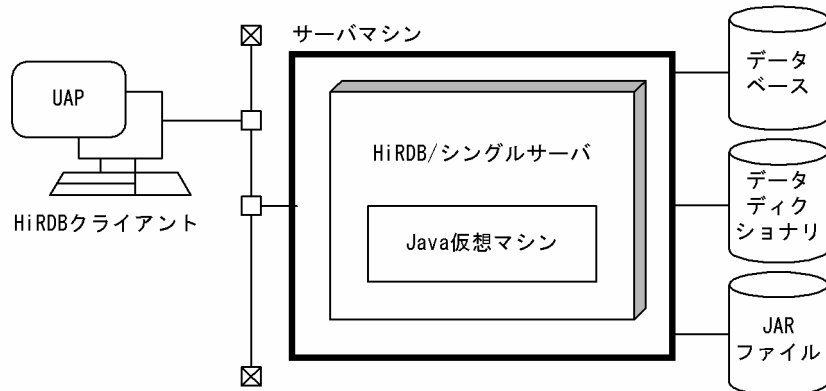 サーバマシン
UAP
HiRDBクライアント
HiRDB/シングルサーバ
Java仮想マシン
データ
ベース
データ
ディク
ショナリ
JAR
ファイル